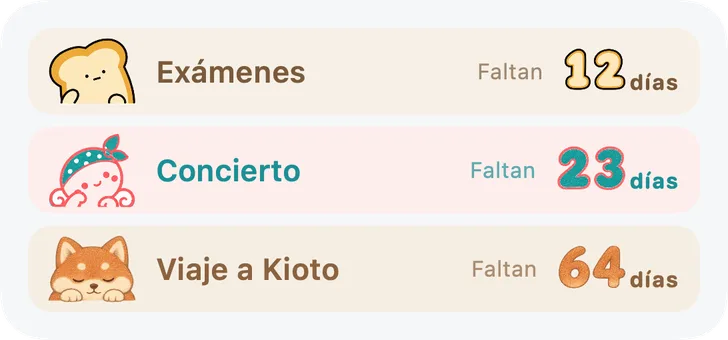 Exámenes Faltan 12 días
Concierto Faltan 23 días
Viaje a Kioto Faltan 64 días